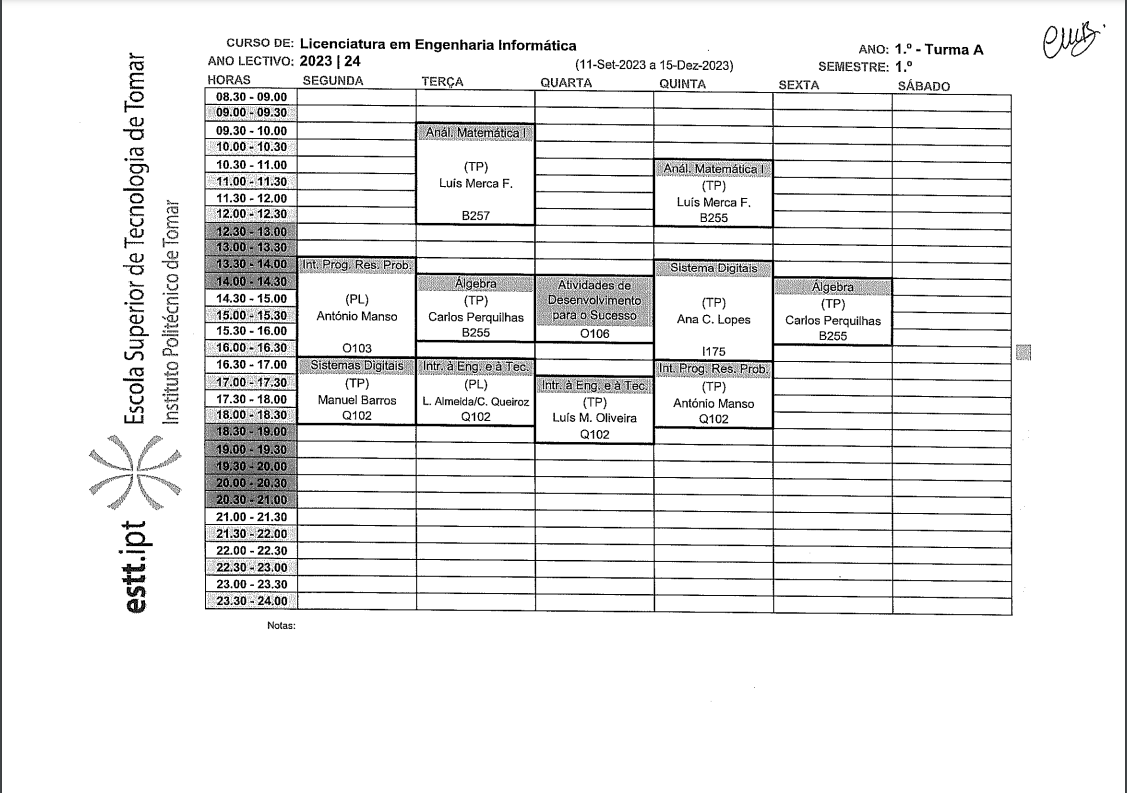 CURSO DE: Licenciatura em Engenharia Informática
ANO LECTIVO: 2023 | 24
(11-Set-2023 a 15-Dez-2023)
ANO: 1.º - Turma A
SEMESTRE: 1.º
HORAS SEGUNDA TERÇA QUARTA QUINTA SEXTA SÁBADO
08.30 - 09.00
09.00 - 09.30
09.30 - 10.00 Anál. Matemática I
10.00 - 10.30
10.30 - 11.00 (TP) Anál. Matemática I
11.00 - 11.30 Luís Merca F. (TP)
11.30 - 12.00 Luís Merca F.
12.00 - 12.30 B257 B255
12.30 - 13.00
13.00 - 13.30
13.30 - 14.00 Int. Prog. Res. Prob. Sistema Digitais
14.00 - 14.30 Álgebra Atividades de Álgebra
14.30 - 15.00 (PL) (TP) Desenvolvimento (TP) (TP)
15.00 - 15.30 António Manso Carlos Perquilhas para o Sucesso Ana C. Lopes Carlos Perquilhas
15.30 - 16.00 B255 O106 B255
16.00 - 16.30 O103 I175
16.30 - 17.00 Sistemas Digitais Intr. à Eng. e à Tec. Int. Prog. Res. Prob.
17.00 - 17.30 (TP) (PL) Intr. à Eng. e à Tec. (TP)
17.30 - 18.00 Manuel Barros L. Almeida/C. Queiroz (TP) António Manso
18.00 - 18.30 Q102 Q102 Luís M. Oliveira Q102
18.30 - 19.00 Q102
19.00 - 19.30
19.30 - 20.00
20.00 - 20.30
20.30 - 21.00
21.00 - 21.30
21.30 - 22.00
22.00 - 22.30
22.30 - 23.00
23.00 - 23.30
23.30 - 24.00
Notas:
estt.ipt
Escola Superior de Tecnologia de Tomar
Instituto Politécnico de Tomar